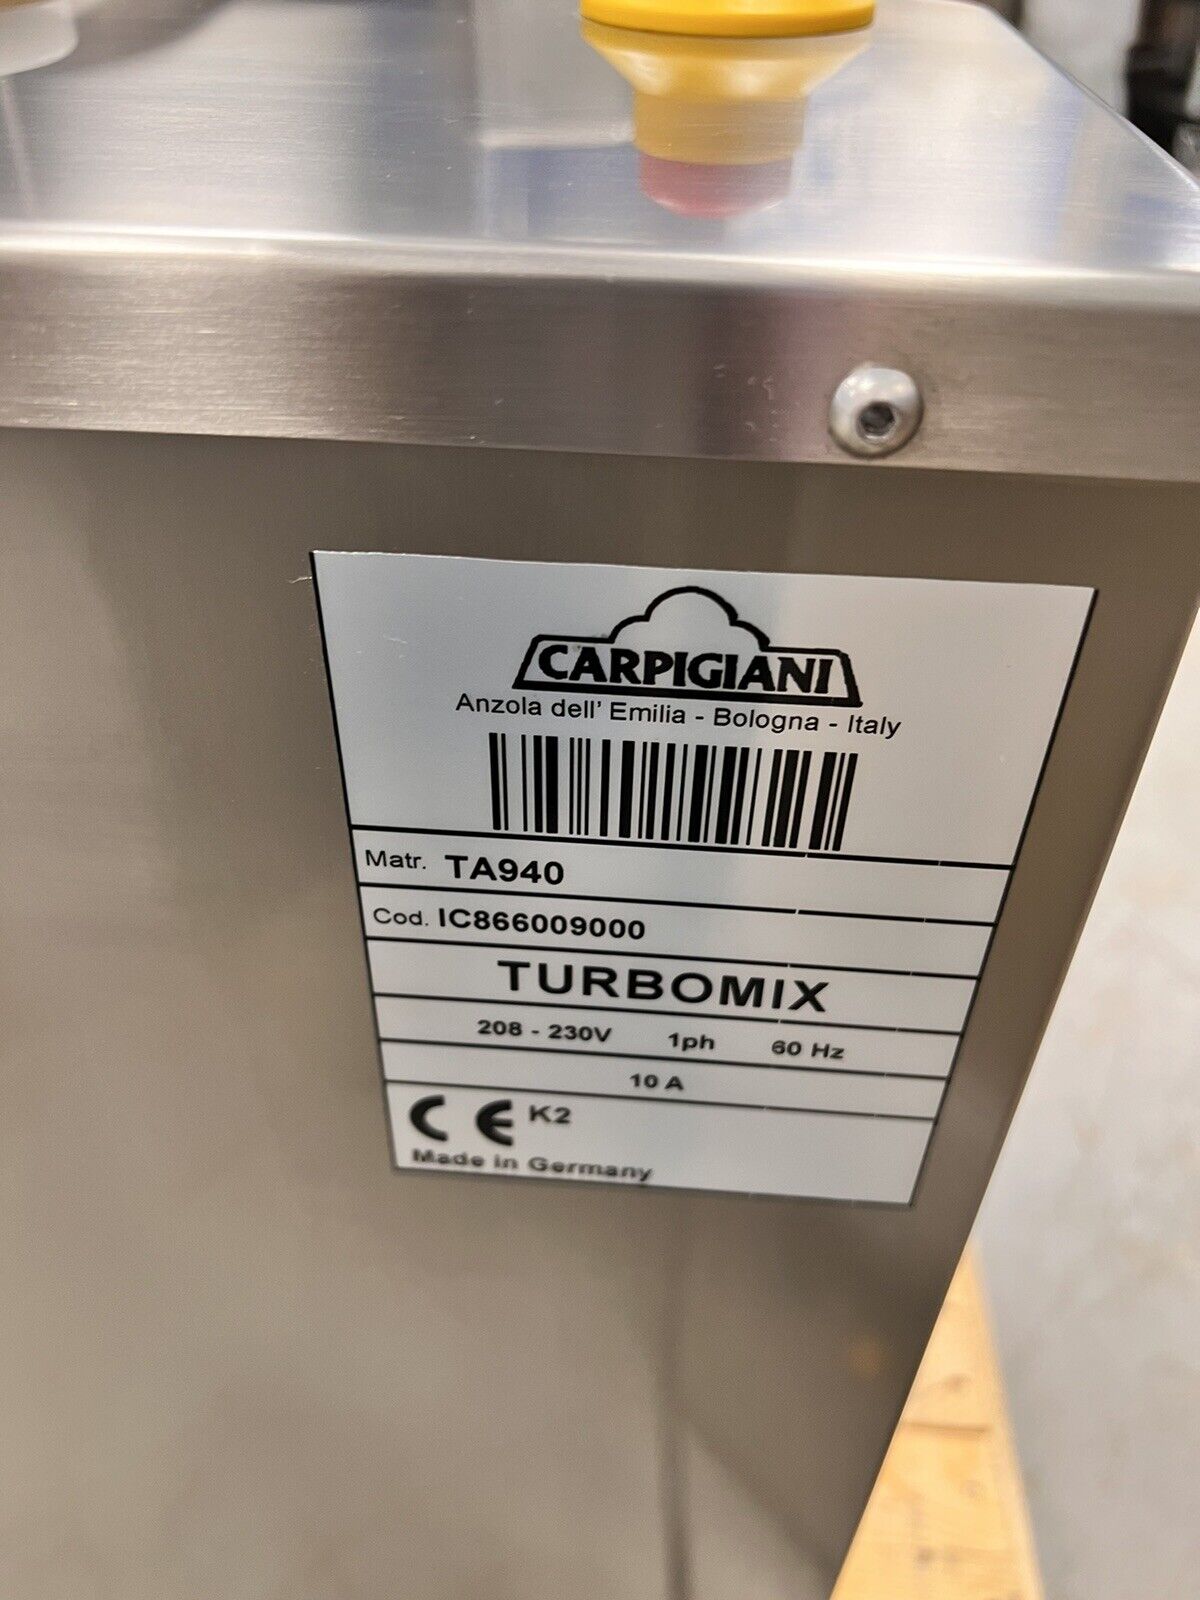 CARPIGIANI
Anzola dell' Emilia - Bologna - Italy
Matr. TA940
Cod. IC866009000
TURBOMIX
208 - 230V 1ph 60 Hz
10 A
CE K2
Made in Germany